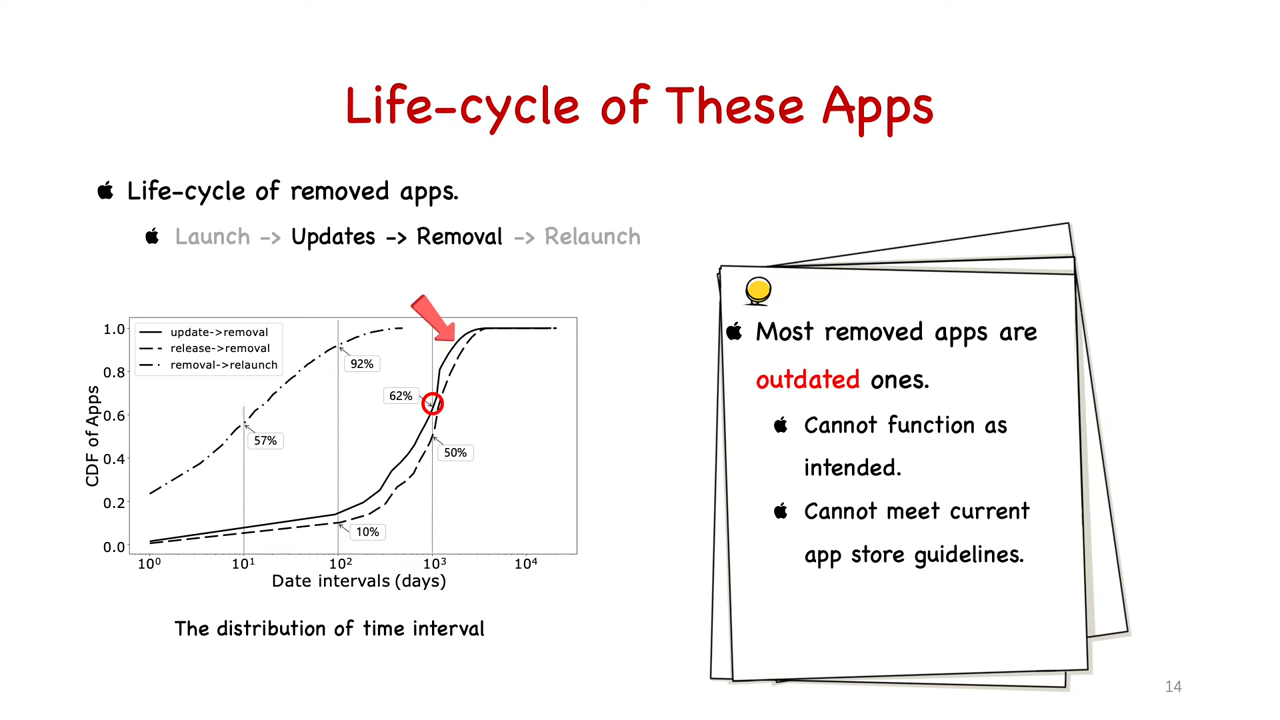 Life-cycle of These Apps
Life-cycle of removed apps.
Launch -> Updates -> Removal -> Relaunch
1.0
0.8
0.6
0.4
0.2
0.0
CDF of Apps
update->removal
release->removal
removal->relaunch
92%
62%
57%
50%
10%
10⁰
10¹
10²
10³
10⁴
Date intervals (days)
The distribution of time interval
Most removed apps are
outdated ones.
Cannot function as
intended.
Cannot meet current
app store guidelines.
14